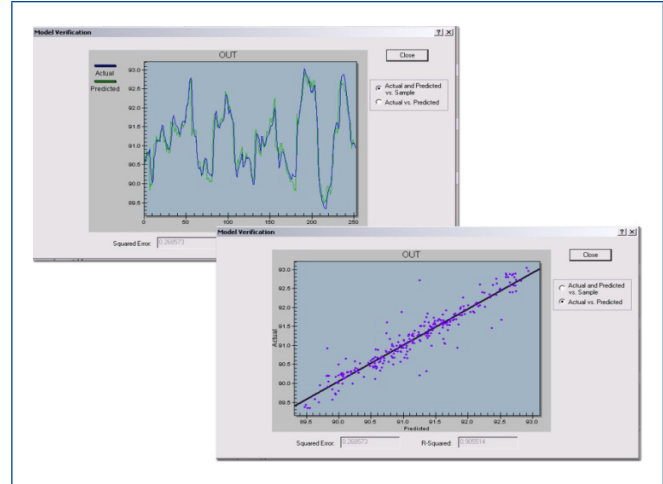 Model Verification
OUT
Close
Actual
Predicted
Actual and Predicted
vs. Sample
Actual vs. Predicted
93.0
92.5
92.0
91.5
91.0
90.5
90.0
89.5
0
50
100
150
200
250
Squared Error: 0.268573
Model Verification
OUT
Close
Actual and Predicted
vs. Sample
Actual vs. Predicted
93.0
92.5
92.0
91.5
91.0
90.5
90.0
89.5
Actual
89.5 90.0 90.5 91.0 91.5 92.0 92.5 93.0
Predicted
Squared Error: 0.268573 R-Squared: 0.905514